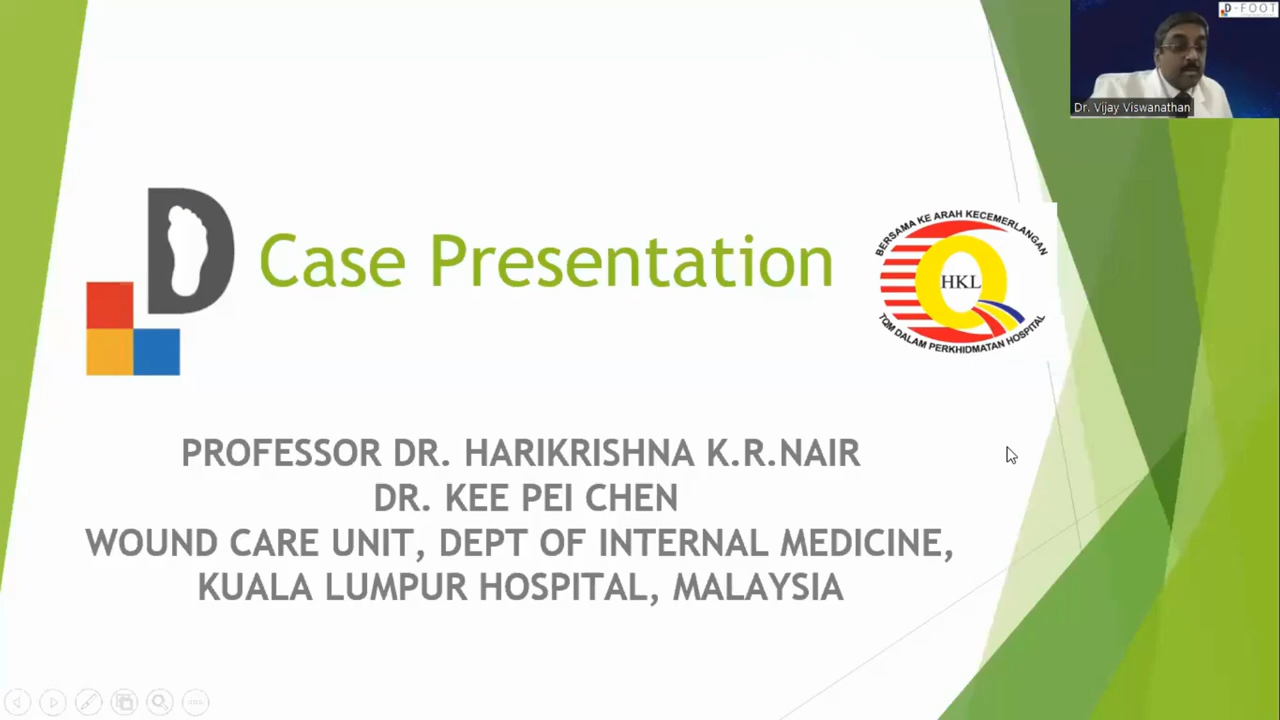 D-FOOT
Dr. Vijay Viswanathan
D Case Presentation
BERSAMA KE ARAH KECEMERLANGAN
HKL
TQM DALAM PERKHIDMATAN HOSPITAL
PROFESSOR DR. HARIKRISHNA K.R.NAIR
DR. KEE PEI CHEN
WOUND CARE UNIT, DEPT OF INTERNAL MEDICINE,
KUALA LUMPUR HOSPITAL, MALAYSIA